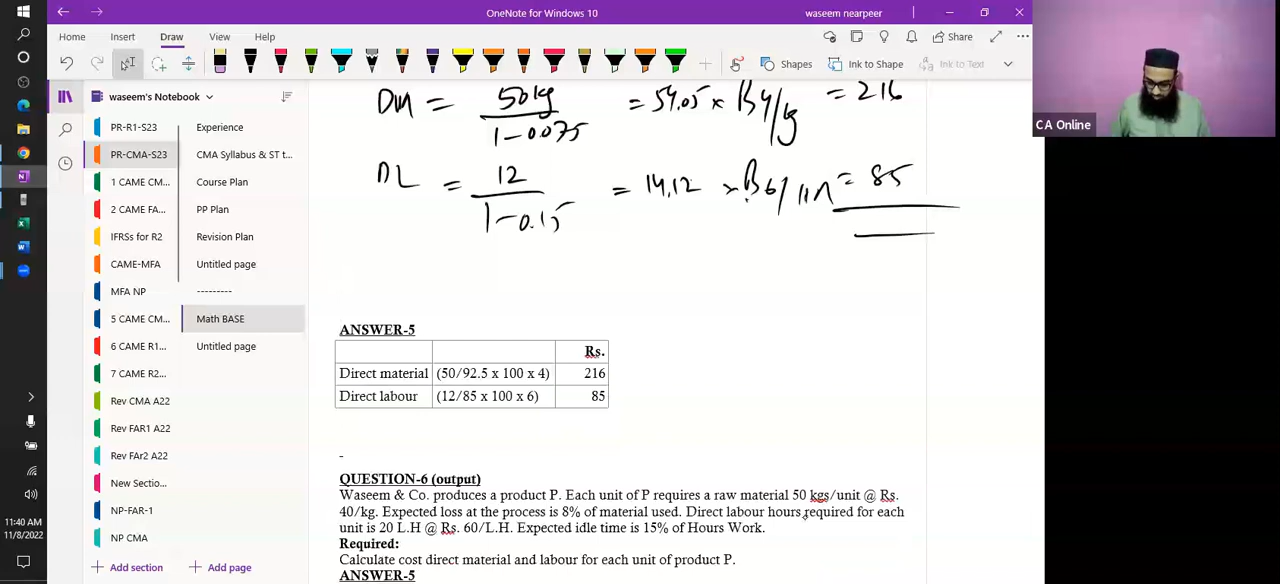 OneNote for Windows 10
waseem nearpeer
Home Insert Draw View Help
Share
Shapes
Ink to Shape
Ink to Text
waseem's Notebook
PR-R1-S23
PR-CMA-S23
1 CAME CM...
2 CAME FA...
IFRSs for R2
CAME-MFA
MFA NP
5 CAME CM...
6 CAME R1...
7 CAME R2...
Rev CMA A22
Rev FAR1 A22
Rev FAr2 A22
New Sectio...
NP-FAR-1
NP CMA
Add section
Experience
CMA Syllabus & ST t...
Course Plan
PP Plan
Revision Plan
Untitled page
---------
Math BASE
Untitled page
Add page
DM = 50kg / 1-0.075 = 54.05 x Rs 4/kg = 216
DL = 12 / 1-0.15 = 14.12 x Rs 6/HR = 85
ANSWER-5
Rs.
Direct material (50/92.5 x 100 x 4) 216
Direct labour (12/85 x 100 x 6) 85
-
QUESTION-6 (output)
Waseem & Co. produces a product P. Each unit of P requires a raw material 50 kgs/unit @ Rs.
40/kg. Expected loss at the process is 8% of material used. Direct labour hours required for each
unit is 20 L.H @ Rs. 60/L.H. Expected idle time is 15% of Hours Work.
Required:
Calculate cost direct material and labour for each unit of product P.
ANSWER-5
CA Online
11:40 AM
11/8/2022